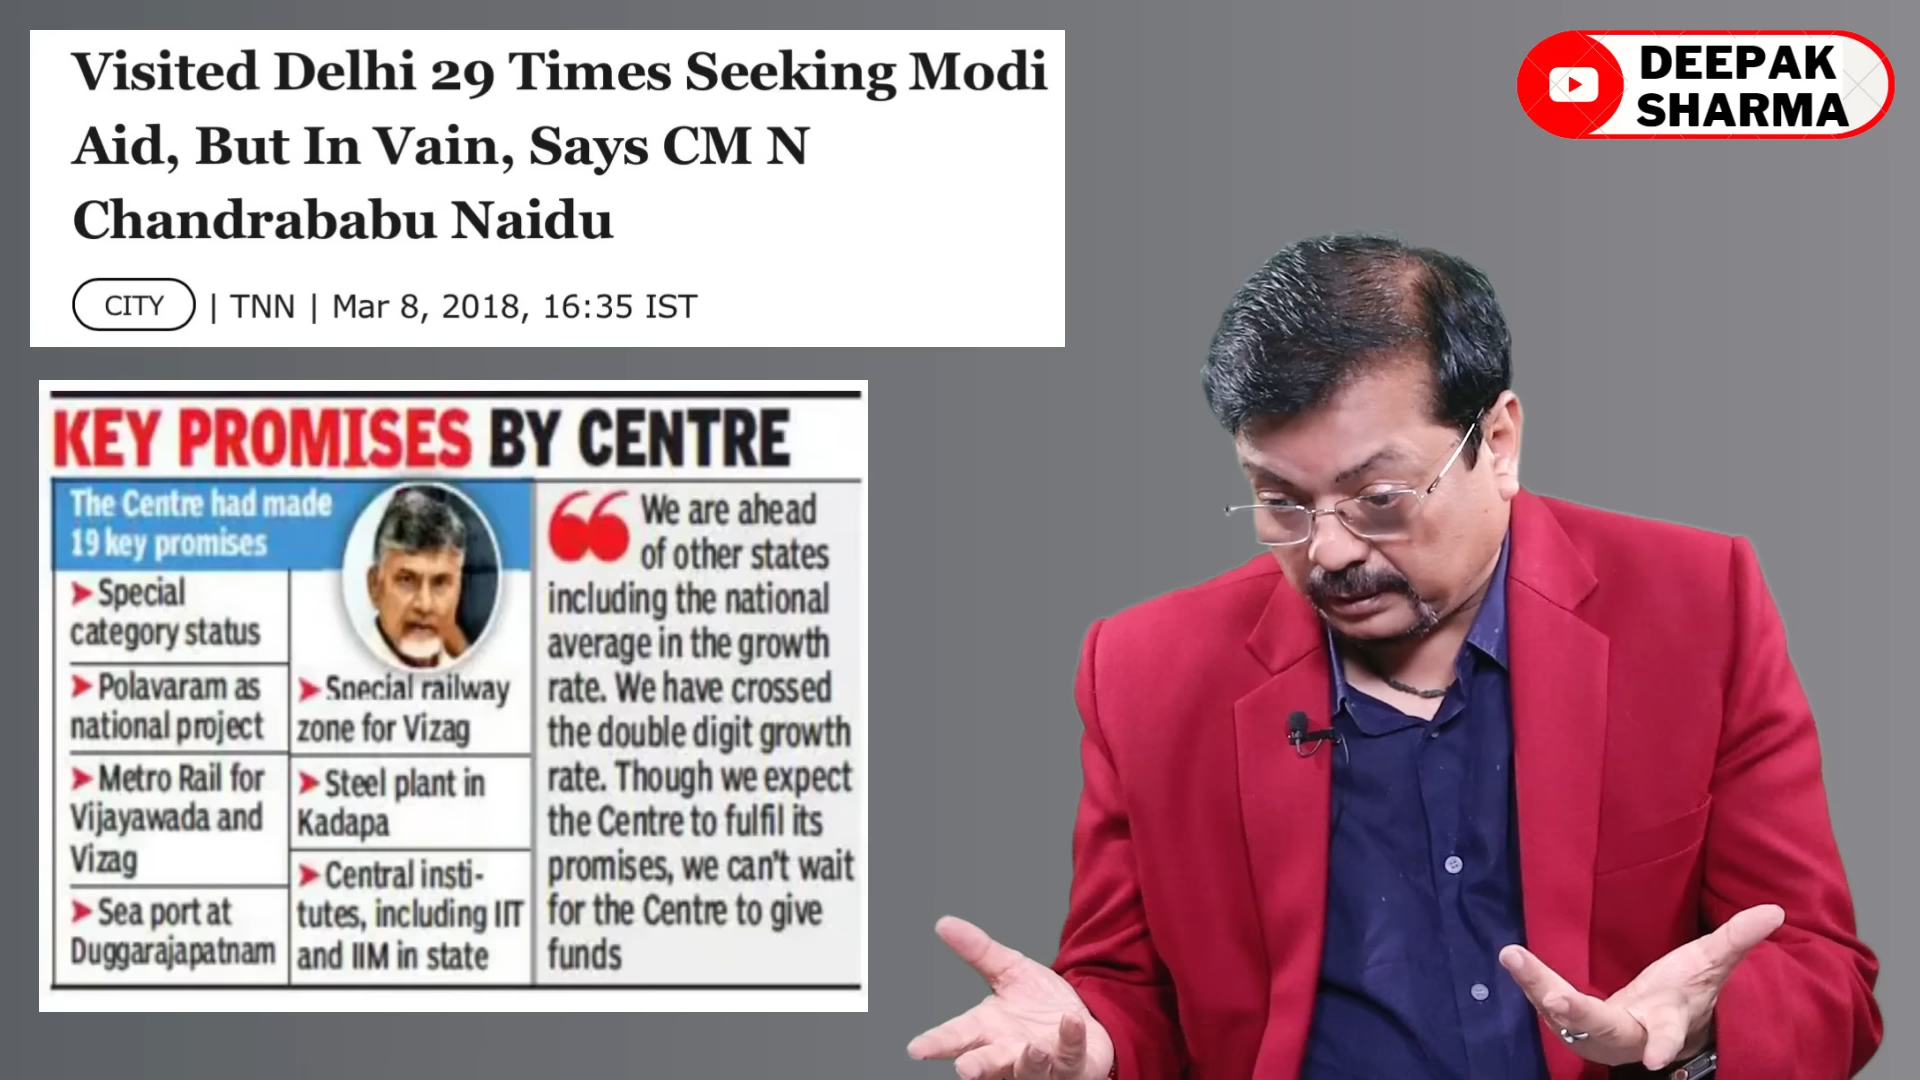 Visited Delhi 29 Times Seeking Modi
Aid, But In Vain, Says CM N
Chandrababu Naidu
CITY | TNN | Mar 8, 2018, 16:35 IST
DEEPAK
SHARMA
KEY PROMISES BY CENTRE
The Centre had made
19 key promises
➤ Special
category status
➤ Polavaram as
national project
➤ Metro Rail for
Vijayawada and
Vizag
➤ Sea port at
Duggarajapatnam
➤ Special railway
zone for Vizag
➤ Steel plant in
Kadapa
➤ Central insti-
tutes, including IIT
and IIM in state
❝ We are ahead
of other states
including the national
average in the growth
rate. We have crossed
the double digit growth
rate. Though we expect
the Centre to fulfil its
promises, we can't wait
for the Centre to give
funds